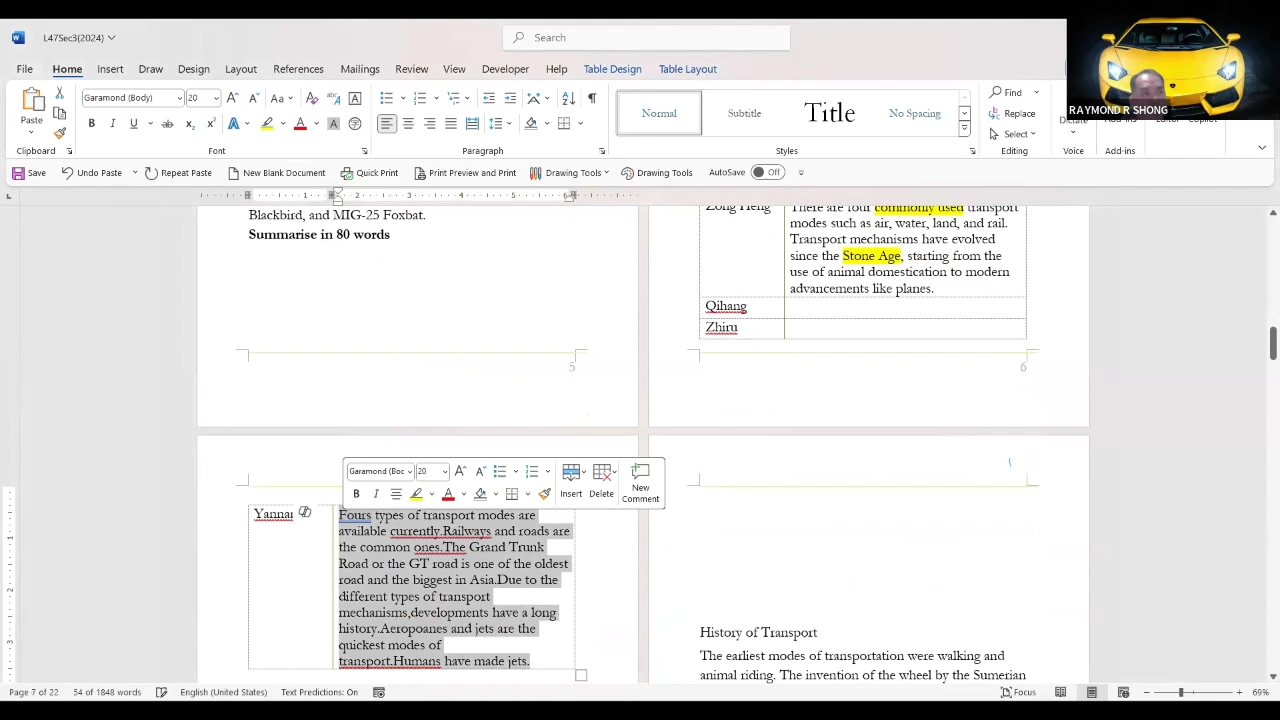 L47Sec3(2024)
Search
RAYMOND R SHONG
File Home Insert Draw Design Layout References Mailings Review View Developer Help Table Design Table Layout
Garamond (Body) 20
Paste
Normal
Subtitle
Title
No Spacing
Find
Replace
Select
Clipboard Font Paragraph Styles Editing Voice Add-ins
Save Undo Paste Repeat Paste New Blank Document Quick Print Print Preview and Print Drawing Tools Drawing Tools AutoSave Off
Blackbird, and MIG-25 Foxbat.
Summarise in 80 words
5
Zong Heng
There are four commonly used transport
modes such as air, water, land, and rail.
Transport mechanisms have evolved
since the Stone Age, starting from the
use of animal domestication to modern
advancements like planes.
Qihang
Zhiru
6
Garamond (Boc 20
Insert Delete New Comment
Yannai
Fours types of transport modes are
available currently.Railways and roads are
the common ones.The Grand Trunk
Road or the GT road is one of the oldest
road and the biggest in Asia.Due to the
different types of transport
mechanisms,developments have a long
history.Aeropoanes and jets are the
quickest modes of
transport.Humans have made jets.
History of Transport
The earliest modes of transportation were walking and
animal riding. The invention of the wheel by the Sumerian
Page 7 of 22 54 of 1848 words English (United States) Text Predictions: On Focus 69%